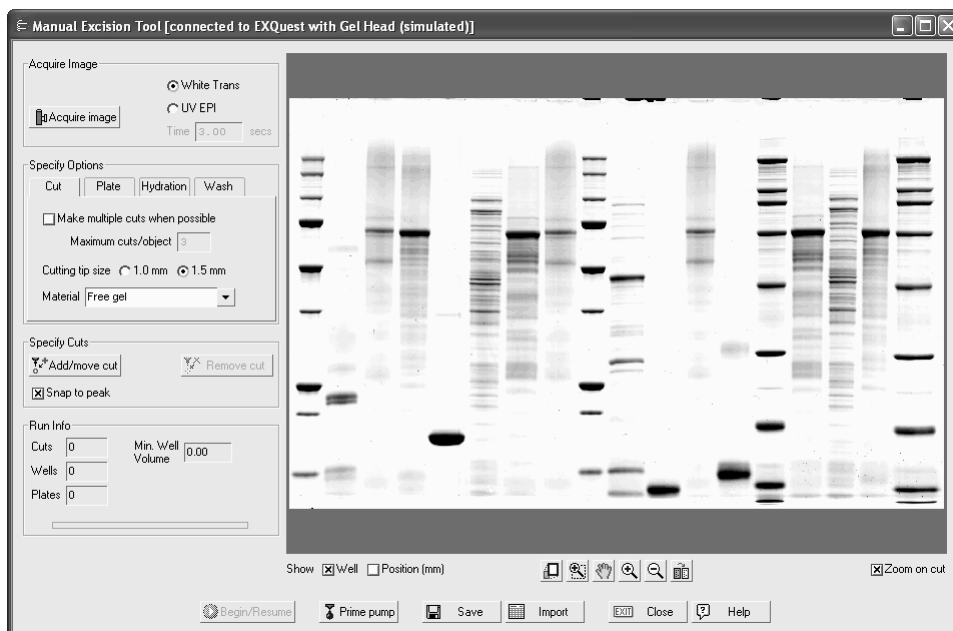 Manual Excision Tool [connected to EXQuest with Gel Head (simulated)]
Acquire Image
White Trans
Acquire image
UV EPI
Time 3.00 secs
Specify Options
Cut Plate Hydration Wash
Make multiple cuts when possible
Maximum cuts/object 3
Cutting tip size 1.0 mm 1.5 mm
Material Free gel
Specify Cuts
Add/move cut Remove cut
Snap to peak
Run Info
Cuts 0 Min. Well Volume 0.00
Wells 0
Plates 0
Show Well Position (mm) Zoom on cut
Begin/Resume Prime pump Save Import EXIT Close Help